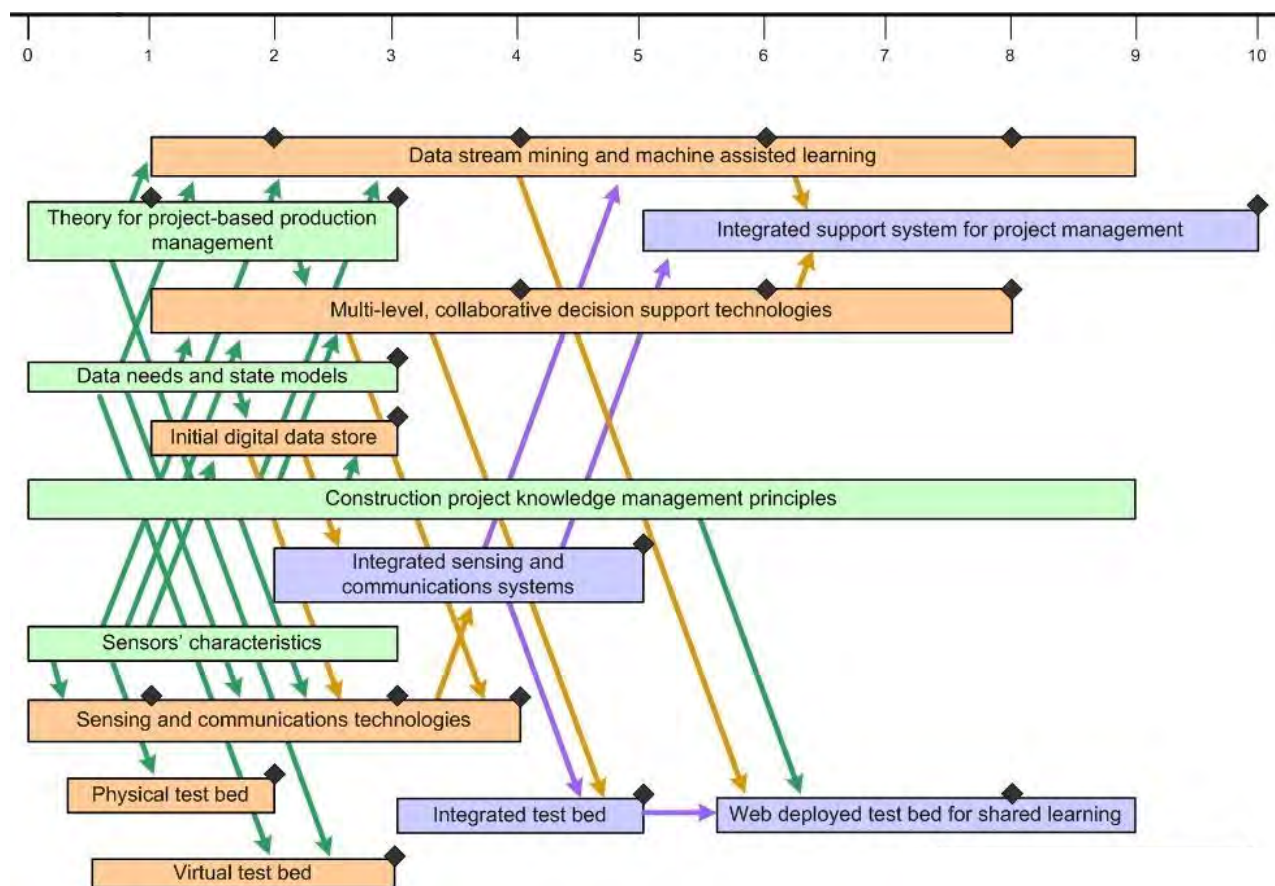 0 1 2 3 4 5 6 7 8 9 10
Data stream mining and machine assisted learning
Theory for project-based production
management
Integrated support system for project management
Multi-level, collaborative decision support technologies
Data needs and state models
Initial digital data store
Construction project knowledge management principles
Integrated sensing and
communications systems
Sensors' characteristics
Sensing and communications technologies
Physical test bed
Integrated test bed
Web deployed test bed for shared learning
Virtual test bed